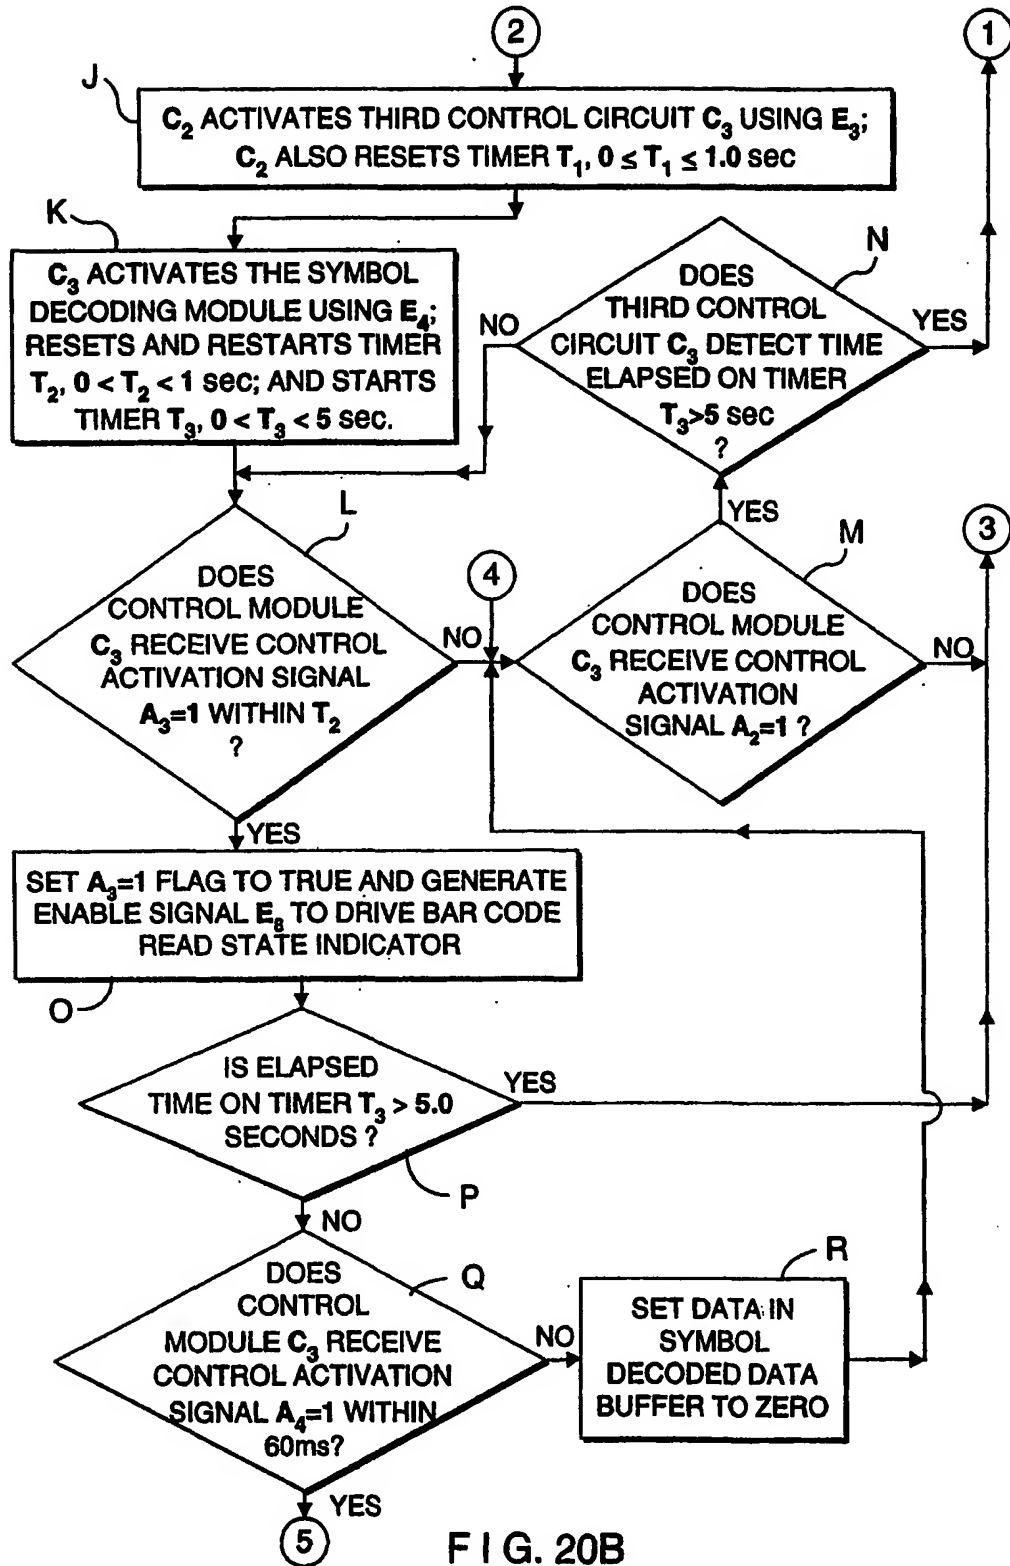 2
1
J
C2 ACTIVATES THIRD CONTROL CIRCUIT C3 USING E3;
C2 ALSO RESETS TIMER T1, 0 ≤ T1 ≤ 1.0 sec
K
C3 ACTIVATES THE SYMBOL
DECODING MODULE USING E4;
RESETS AND RESTARTS TIMER
T2, 0 < T2 < 1 sec; AND STARTS
TIMER T3, 0 < T3 < 5 sec.
N
DOES
THIRD CONTROL
CIRCUIT C3 DETECT TIME
ELAPSED ON TIMER
T3>5 sec
?
NO
YES
L
DOES
CONTROL MODULE
C3 RECEIVE CONTROL
ACTIVATION SIGNAL
A3=1 WITHIN T2
?
NO
YES
4
YES
M
DOES
CONTROL MODULE
C3 RECEIVE CONTROL
ACTIVATION
SIGNAL A2=1 ?
NO
3
SET A3=1 FLAG TO TRUE AND GENERATE
ENABLE SIGNAL E8 TO DRIVE BAR CODE
READ STATE INDICATOR
O
IS ELAPSED
TIME ON TIMER T3 > 5.0
SECONDS ?
YES
P
NO
DOES
CONTROL
MODULE C3 RECEIVE
CONTROL ACTIVATION
SIGNAL A4=1 WITHIN
60ms?
Q
NO
R
SET DATA IN
SYMBOL
DECODED DATA
BUFFER TO ZERO
YES
5
FIG. 20B